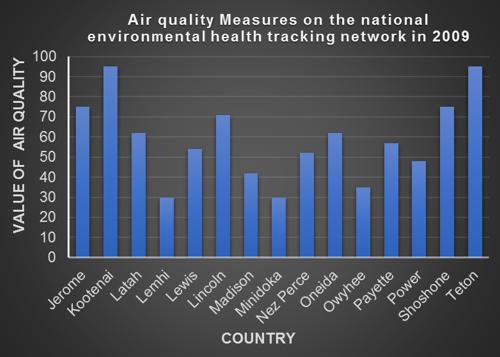 Air quality Measures on the national
environmental health tracking network in 2009
VALUE OF AIR QUALITY
100
90
80
70
60
50
40
30
20
10
0
Jerome
Kootenai
Latah
Lemhi
Lewis
Lincoln
Madison
Minidoka
Nez Perce
Oneida
Owyhee
Payette
Power
Shoshone
Teton
COUNTRY